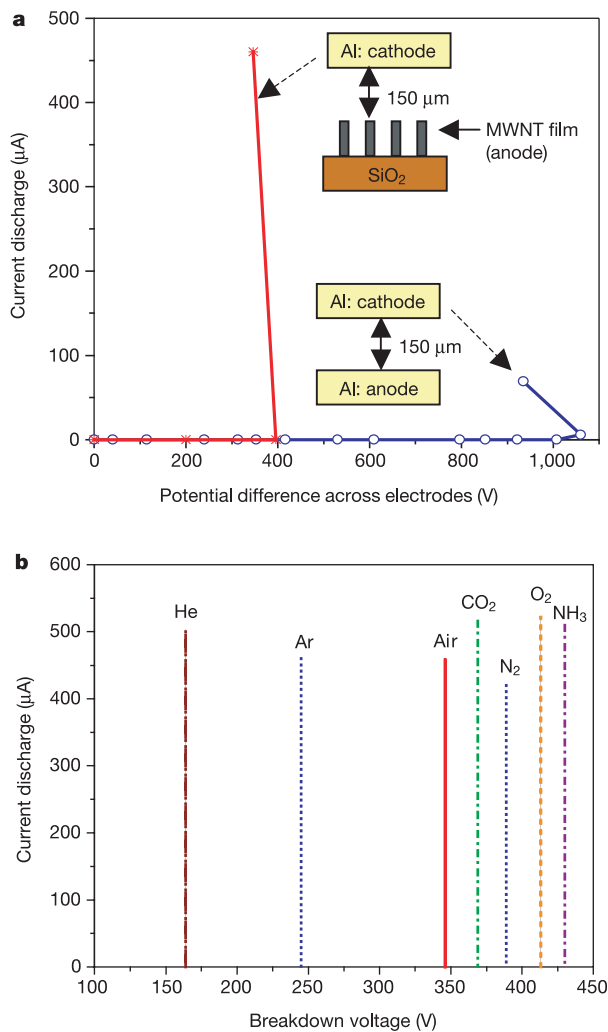 a
500
400
300
200
100
0
Current discharge (μA)
0 200 400 600 800 1,000
Potential difference across electrodes (V)
Al: cathode
150 μm
MWNT film
(anode)
SiO2
Al: cathode
150 μm
Al: anode
b
600
500
400
300
200
100
0
Current discharge (μA)
He
Ar
Air
CO2
N2
O2
NH3
100 150 200 250 300 350 400 450
Breakdown voltage (V)